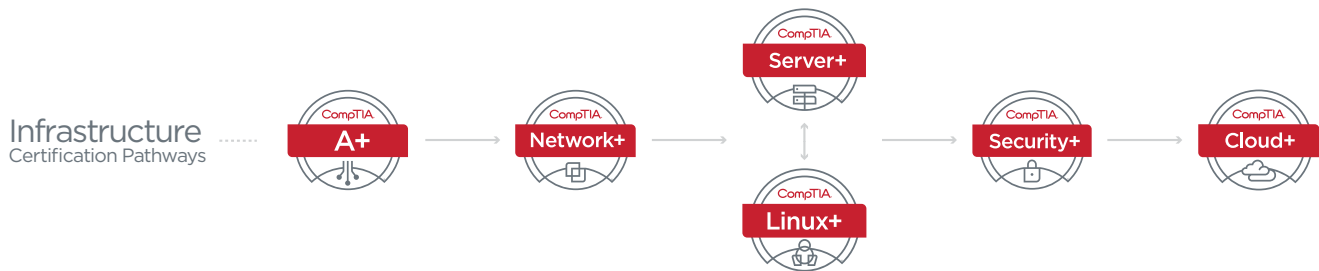 Infrastructure
Certification Pathways
CompTIA.
A+
CompTIA.
Network+
CompTIA.
Server+
CompTIA.
Linux+
CompTIA.
Security+
CompTIA.
Cloud+